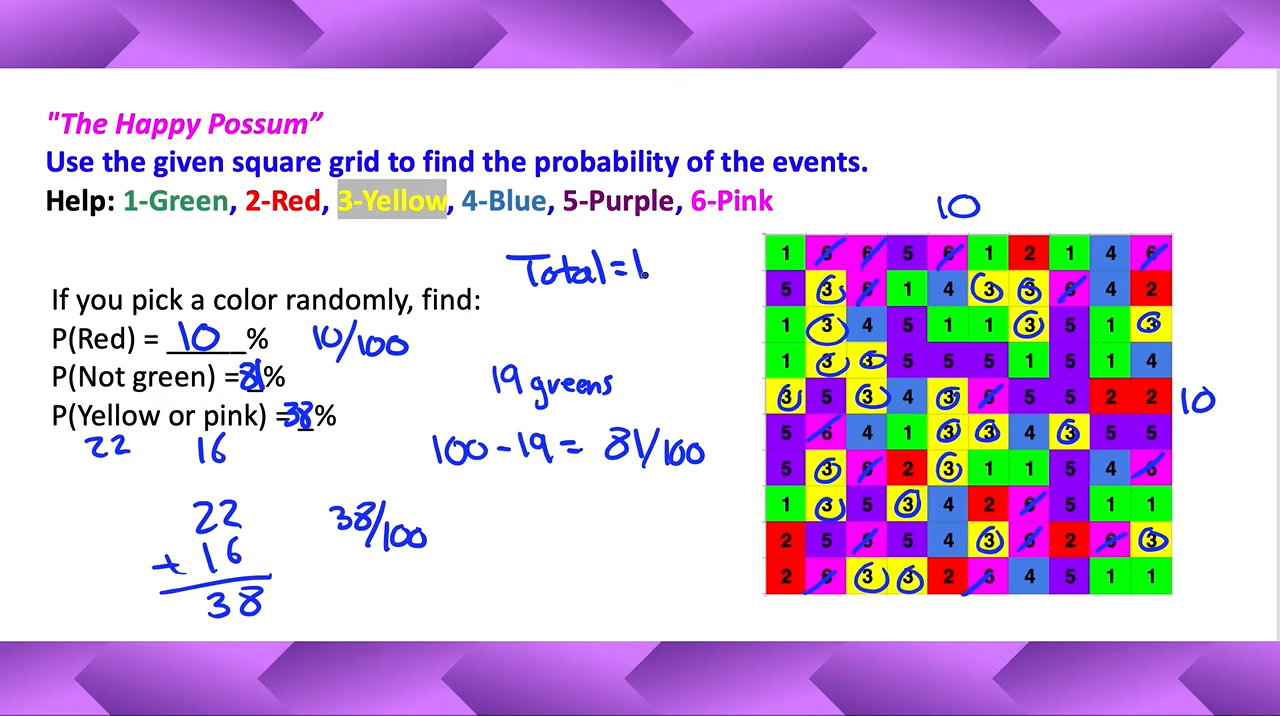 "The Happy Possum”
Use the given square grid to find the probability of the events.
Help: 1-Green, 2-Red, 3-Yellow, 4-Blue, 5-Purple, 6-Pink
10
Total=1
If you pick a color randomly, find:
P(Red) = 10 % 10/100
P(Not green) = 81 % 19 greens
P(Yellow or pink) = 38 %
22 16 100-19= 81/100
22
+16
38
38/100
1 6 6 5 6 1 2 1 4 6
5 3 6 1 4 3 3 6 4 2
1 3 4 5 1 1 3 5 1 3
1 3 3 5 5 5 1 5 1 4
3 5 3 4 3 6 5 5 2 2
10
5 6 4 1 3 3 4 3 5 5
5 3 6 2 3 1 1 5 4 6
1 3 5 3 4 2 6 5 1 1
2 5 6 5 4 3 6 2 6 3
2 6 3 3 2 6 4 5 1 1